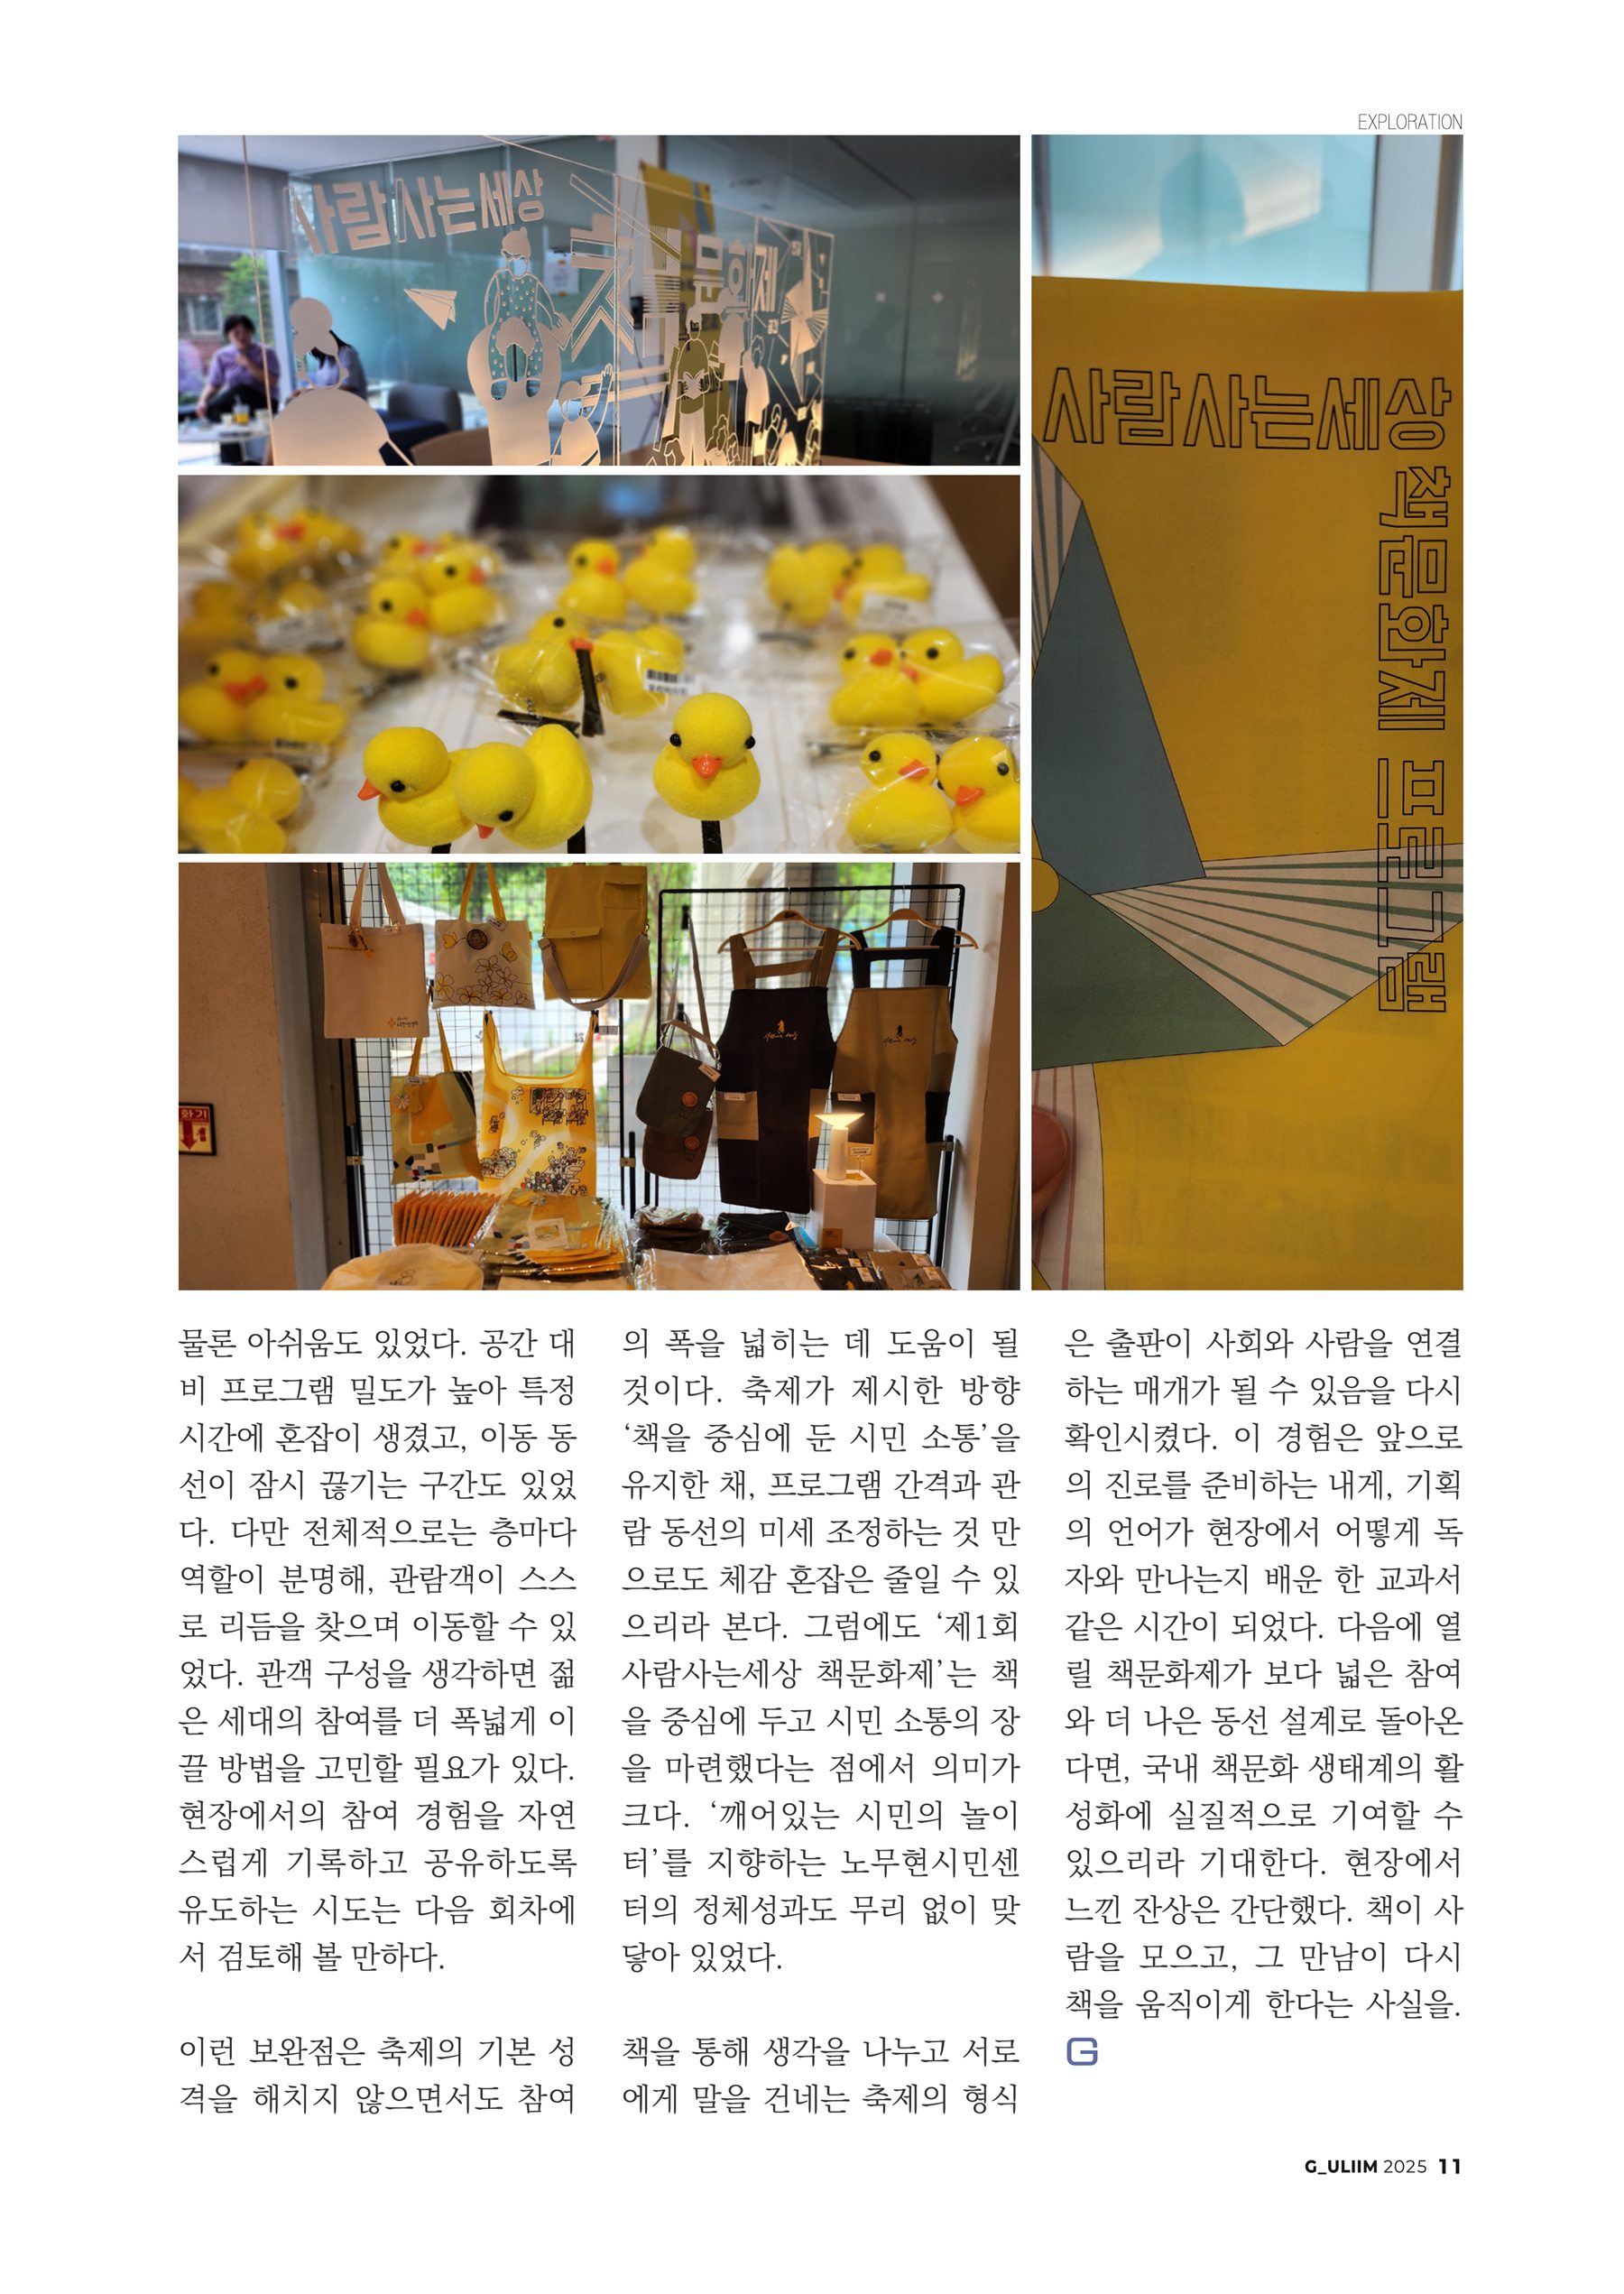 EXPLORATION
사람사는세상
책문화제
사람사는세상
책문화제 프로그램
화기
물론 아쉬움도 있었다. 공간 대
비 프로그램 밀도가 높아 특정
시간에 혼잡이 생겼고, 이동 동
선이 잠시 끊기는 구간도 있었
다. 다만 전체적으로는 층마다
역할이 분명해, 관람객이 스스
로 리듬을 찾으며 이동할 수 있
었다. 관객 구성을 생각하면 젊
은 세대의 참여를 더 폭넓게 이
끌 방법을 고민할 필요가 있다.
현장에서의 참여 경험을 자연
스럽게 기록하고 공유하도록
유도하는 시도는 다음 회차에
서 검토해 볼 만하다.
이런 보완점은 축제의 기본 성
격을 해치지 않으면서도 참여
의 폭을 넓히는 데 도움이 될
것이다. 축제가 제시한 방향
‘책을 중심에 둔 시민 소통’을
유지한 채, 프로그램 간격과 관
람 동선의 미세 조정하는 것 만
으로도 체감 혼잡은 줄일 수 있
으리라 본다. 그럼에도 ‘제1회
사람사는세상 책문화제’는 책
을 중심에 두고 시민 소통의 장
을 마련했다는 점에서 의미가
크다. ‘깨어있는 시민의 놀이
터’를 지향하는 노무현시민센
터의 정체성과도 무리 없이 맞
닿아 있었다.
책을 통해 생각을 나누고 서로
에게 말을 건네는 축제의 형식
은 출판이 사회와 사람을 연결
하는 매개가 될 수 있음을 다시
확인시켰다. 이 경험은 앞으로
의 진로를 준비하는 내게, 기획
의 언어가 현장에서 어떻게 독
자와 만나는지 배운 한 교과서
같은 시간이 되었다. 다음에 열
릴 책문화제가 보다 넓은 참여
와 더 나은 동선 설계로 돌아온
다면, 국내 책문화 생태계의 활
성화에 실질적으로 기여할 수
있으리라 기대한다. 현장에서
느낀 잔상은 간단했다. 책이 사
람을 모으고, 그 만남이 다시
책을 움직이게 한다는 사실을.
G
G_ULIIM 2025 11